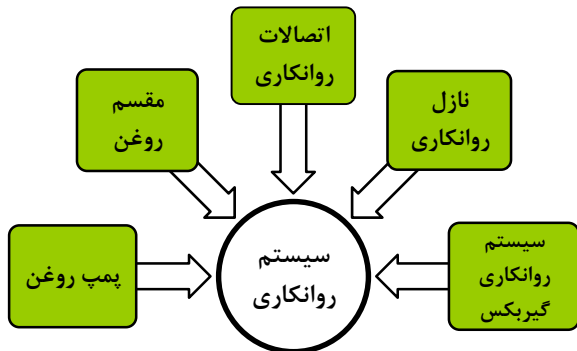 اتصالات
روانکاری
نازل
روانکاری
مقسم
روغن
سیستم
روانکاری
گیربکس
سیستم
روانکاری
پمپ روغن